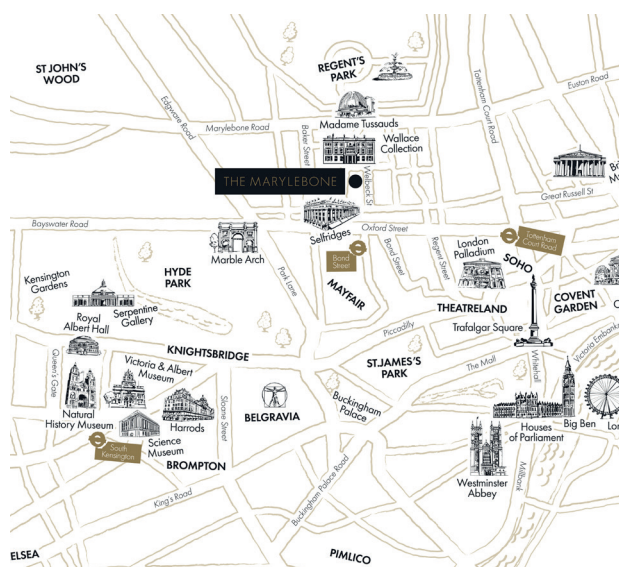 ST JOHN'S
WOOD
REGENT'S
PARK
Euston Road
Edgware Road
Tottenham Court Road
Marylebone Road
Baker Street
Madame Tussauds
Wallace
Collection
THE MARYLEBONE
Welbeck St
Great Russell St
Bayswater Road
Oxford Street
Selfridges
Marble Arch
Bond
Street
Bond Street
Regent Street
London
Palladium
SOHO
Tottenham
Court Road
HYDE
PARK
Park Lane
MAYFAIR
Kensington
Gardens
Serpentine
Gallery
Royal
Albert Hall
THEATRELAND
COVENT
GARDEN
Trafalgar Square
Piccadilly
Victoria Embank
KNIGHTSBRIDGE
Queen's Gate
Victoria & Albert
Museum
ST.JAMES'S
PARK
The Mall
Whitehall
Natural
History Museum
Harrods
Sloane Street
BELGRAVIA
Buckingham
Palace
Houses
of Parliament
Big Ben
Science
Museum
South
Kensington
BROMPTON
Westminster
Abbey
Millbank
King's Road
Buckingham Palace Road
ELSEA
PIMLICO